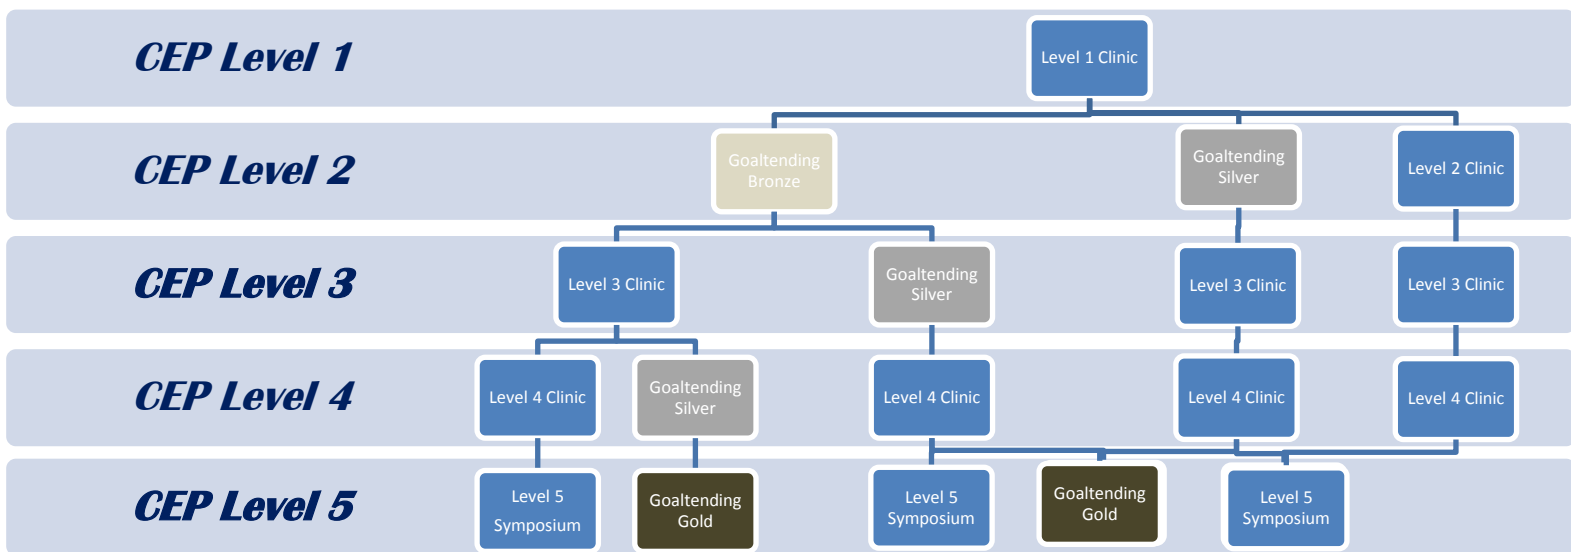 CEP Level 1
Level 1 Clinic
CEP Level 2
Goaltending
Bronze
Goaltending
Silver
Level 2 Clinic
CEP Level 3
Level 3 Clinic
Goaltending
Silver
Level 3 Clinic
Level 3 Clinic
CEP Level 4
Level 4 Clinic
Goaltending
Silver
Level 4 Clinic
Level 4 Clinic
Level 4 Clinic
CEP Level 5
Level 5
Symposium
Goaltending
Gold
Level 5
Symposium
Goaltending
Gold
Level 5
Symposium